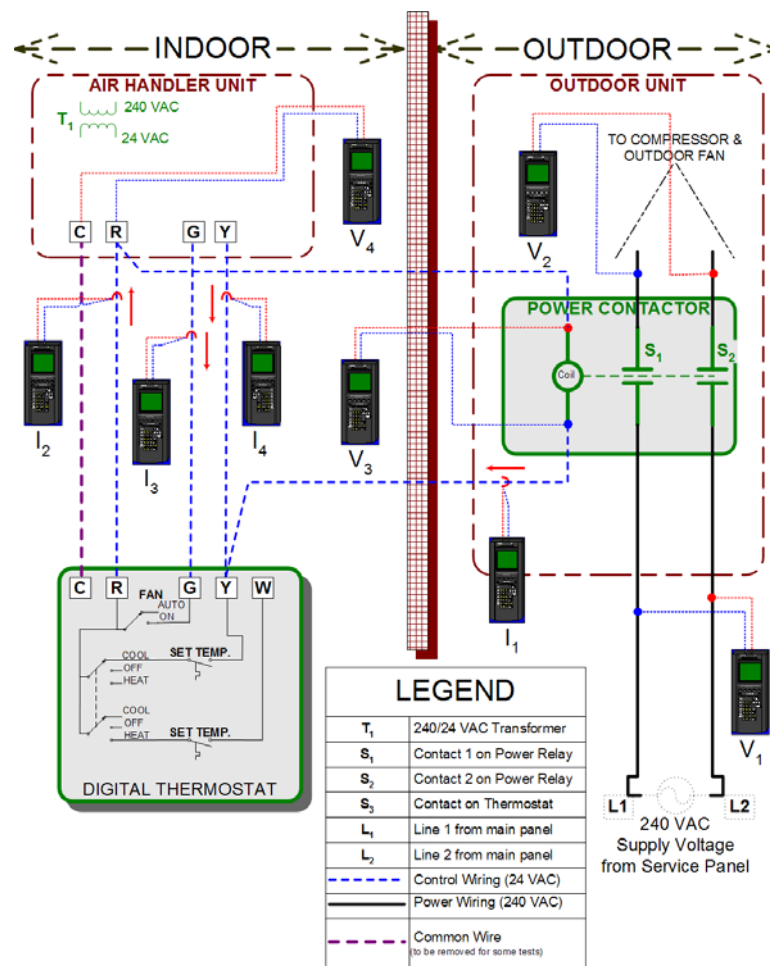 INDOOR
OUTDOOR
AIR HANDLER UNIT
T1
240 VAC
24 VAC
C
R
G
Y
V4
I2
I3
I4
V3
OUTDOOR UNIT
TO COMPRESSOR &
OUTDOOR FAN
V2
POWER CONTACTOR
Coil
S1
S2
I1
V1
L1
L2
240 VAC
Supply Voltage
from Service Panel
C
R
G
Y
W
FAN
AUTO
ON
COOL
OFF
HEAT
SET TEMP.
COOL
OFF
HEAT
SET TEMP.
DIGITAL THERMOSTAT
LEGEND
T1 240/24 VAC Transformer
S1 Contact 1 on Power Relay
S2 Contact 2 on Power Relay
S3 Contact on Thermostat
L1 Line 1 from main panel
L2 Line 2 from main panel
Control Wiring (24 VAC)
Power Wiring (240 VAC)
Common Wire
(to be removed for some tests)